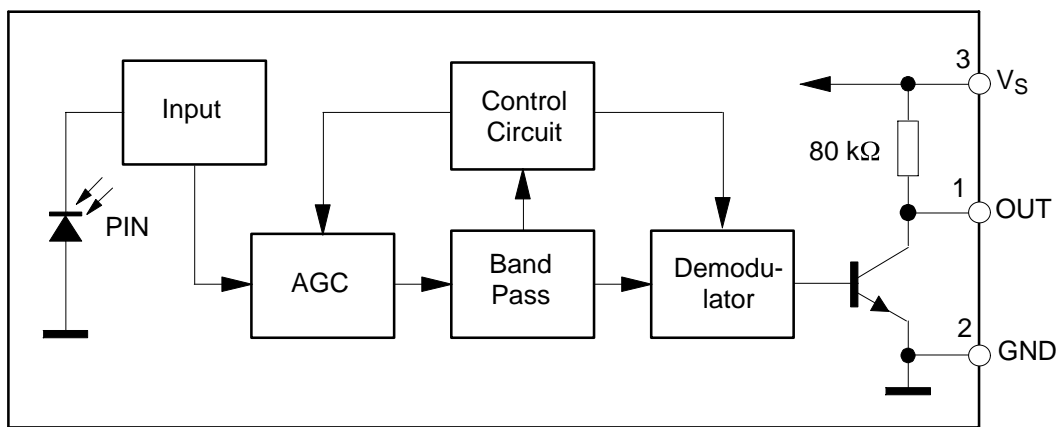 Input
Control
Circuit
3
V_S
80 kΩ
1
OUT
PIN
AGC
Band
Pass
Demodu-
lator
2
GND